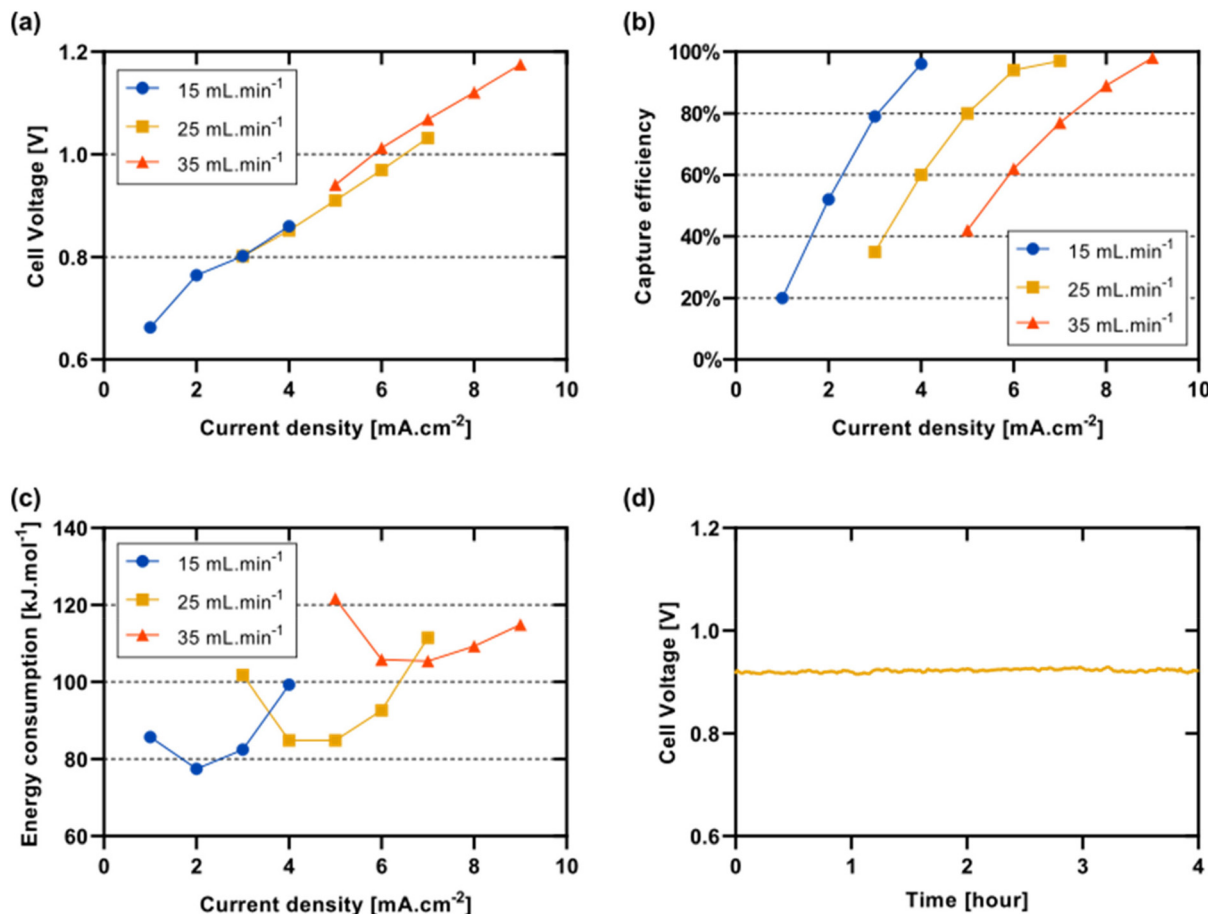 (a)
1.2
1.0
0.8
0.6
Cell Voltage [V]
15 mL.min⁻¹
25 mL.min⁻¹
35 mL.min⁻¹
0 2 4 6 8 10
Current density [mA.cm⁻²]
(b)
100%
80%
60%
40%
20%
0%
Capture efficiency
15 mL.min⁻¹
25 mL.min⁻¹
35 mL.min⁻¹
0 2 4 6 8 10
Current density [mA.cm⁻²]
(c)
140
120
100
80
60
Energy consumption [kJ.mol⁻¹]
15 mL.min⁻¹
25 mL.min⁻¹
35 mL.min⁻¹
0 2 4 6 8 10
Current density [mA.cm⁻²]
(d)
1.2
1.0
0.8
0.6
Cell Voltage [V]
0 1 2 3 4
Time [hour]